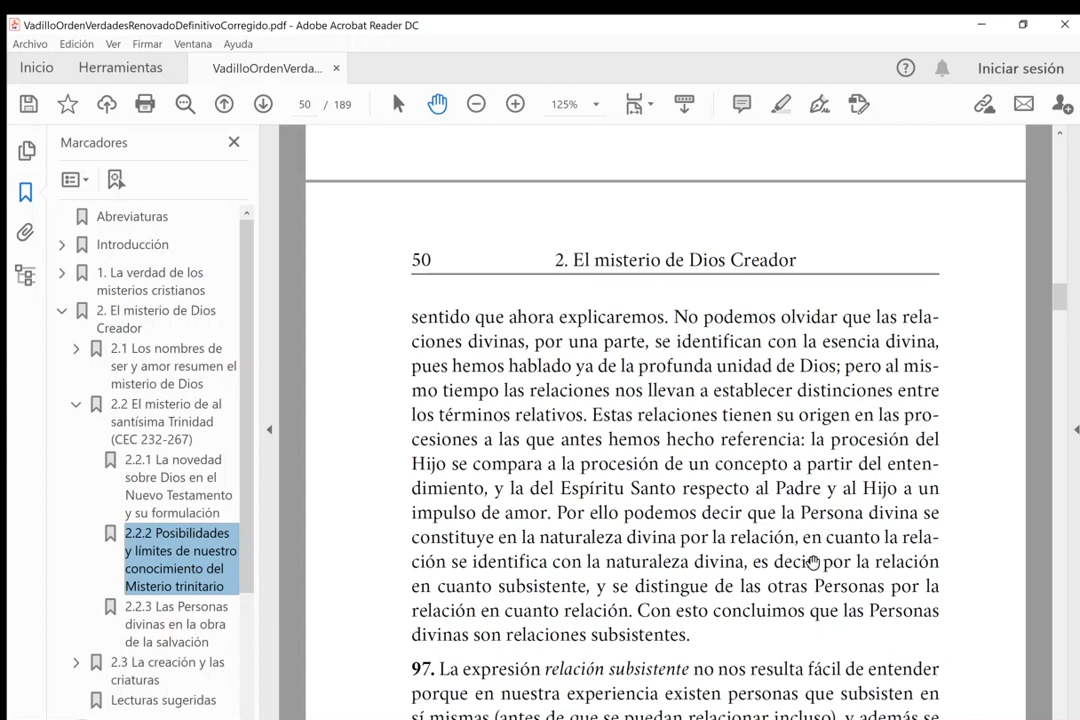 VadilloOrdenVerdadesRenovadoDefinitivoCorregido.pdf - Adobe Acrobat Reader DC
Archivo Edición Ver Firmar Ventana Ayuda
Inicio Herramientas VadilloOrdenVerda... × Iniciar sesión
50 / 189 125%
Marcadores
Abreviaturas
Introducción
1. La verdad de los
misterios cristianos
2. El misterio de Dios
Creador
2.1 Los nombres de
ser y amor resumen el
misterio de Dios
2.2 El misterio de al
santísima Trinidad
(CEC 232-267)
2.2.1 La novedad
sobre Dios en el
Nuevo Testamento
y su formulación
2.2.2 Posibilidades
y límites de nuestro
conocimiento del
Misterio trinitario
2.2.3 Las Personas
divinas en la obra
de la salvación
2.3 La creación y las
criaturas
Lecturas sugeridas
50 2. El misterio de Dios Creador
sentido que ahora explicaremos. No podemos olvidar que las rela-
ciones divinas, por una parte, se identifican con la esencia divina,
pues hemos hablado ya de la profunda unidad de Dios; pero al mis-
mo tiempo las relaciones nos llevan a establecer distinciones entre
los términos relativos. Estas relaciones tienen su origen en las pro-
cesiones a las que antes hemos hecho referencia: la procesión del
Hijo se compara a la procesión de un concepto a partir del enten-
dimiento, y la del Espíritu Santo respecto al Padre y al Hijo a un
impulso de amor. Por ello podemos decir que la Persona divina se
constituye en la naturaleza divina por la relación, en cuanto la rela-
ción se identifica con la naturaleza divina, es decir por la relación
en cuanto subsistente, y se distingue de las otras Personas por la
relación en cuanto relación. Con esto concluimos que las Personas
divinas son relaciones subsistentes.
97. La expresión relación subsistente no nos resulta fácil de entender
porque en nuestra experiencia existen personas que subsisten en
sí mismas (antes de que se puedan relacionar incluso), y además se